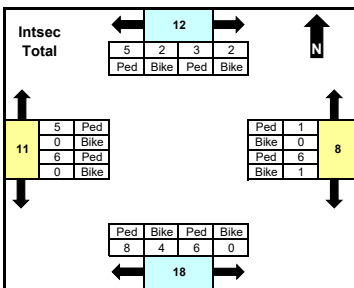 Intsec
Total
12
N
5 2 3 2
Ped Bike Ped Bike
11
5 Ped
0 Bike
6 Ped
0 Bike
Ped 1
Bike 0
Ped 6
Bike 1
8
Ped Bike Ped Bike
8 4 6 0
18